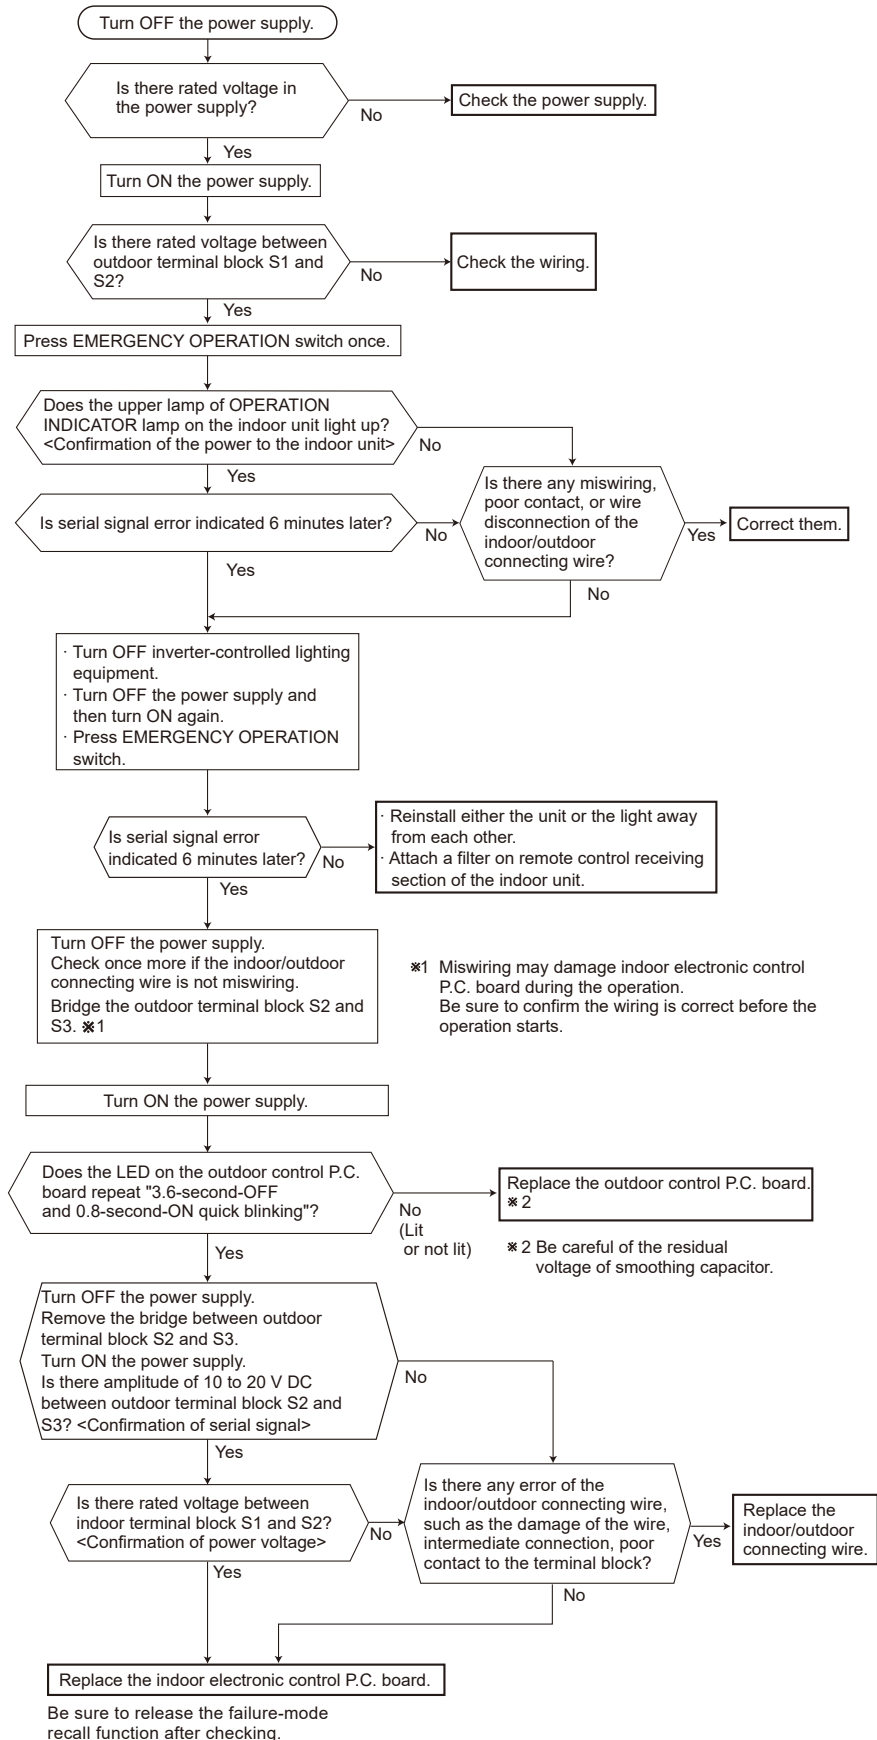 Turn OFF the power supply.
Is there rated voltage in
the power supply?
No
Check the power supply.
Yes
Turn ON the power supply.
Is there rated voltage between
outdoor terminal block S1 and
S2?
No
Check the wiring.
Yes
Press EMERGENCY OPERATION switch once.
Does the upper lamp of OPERATION
INDICATOR lamp on the indoor unit light up?
<Confirmation of the power to the indoor unit>
No
Yes
Is there any miswiring,
poor contact, or wire
disconnection of the
indoor/outdoor
connecting wire?
Yes
Correct them.
Is serial signal error indicated 6 minutes later?
No
Yes
No
· Turn OFF inverter-controlled lighting
equipment.
· Turn OFF the power supply and
then turn ON again.
· Press EMERGENCY OPERATION
switch.
Is serial signal error
indicated 6 minutes later?
No
· Reinstall either the unit or the light away
from each other.
· Attach a filter on remote control receiving
section of the indoor unit.
Yes
Turn OFF the power supply.
Check once more if the indoor/outdoor
connecting wire is not miswiring.
Bridge the outdoor terminal block S2 and
S3. ※1
※1 Miswiring may damage indoor electronic control
P.C. board during the operation.
Be sure to confirm the wiring is correct before the
operation starts.
Turn ON the power supply.
Does the LED on the outdoor control P.C.
board repeat "3.6-second-OFF
and 0.8-second-ON quick blinking"?
No
(Lit
or not lit)
Replace the outdoor control P.C. board.
※2
※2 Be careful of the residual
voltage of smoothing capacitor.
Yes
Turn OFF the power supply.
Remove the bridge between outdoor
terminal block S2 and S3.
Turn ON the power supply.
Is there amplitude of 10 to 20 V DC
between outdoor terminal block S2 and
S3? <Confirmation of serial signal>
No
Yes
Is there rated voltage between
indoor terminal block S1 and S2?
<Confirmation of power voltage>
No
Is there any error of the
indoor/outdoor connecting wire,
such as the damage of the wire,
intermediate connection, poor
contact to the terminal block?
Yes
Replace the
indoor/outdoor
connecting wire.
Yes
No
Replace the indoor electronic control P.C. board.
Be sure to release the failure-mode
recall function after checking.